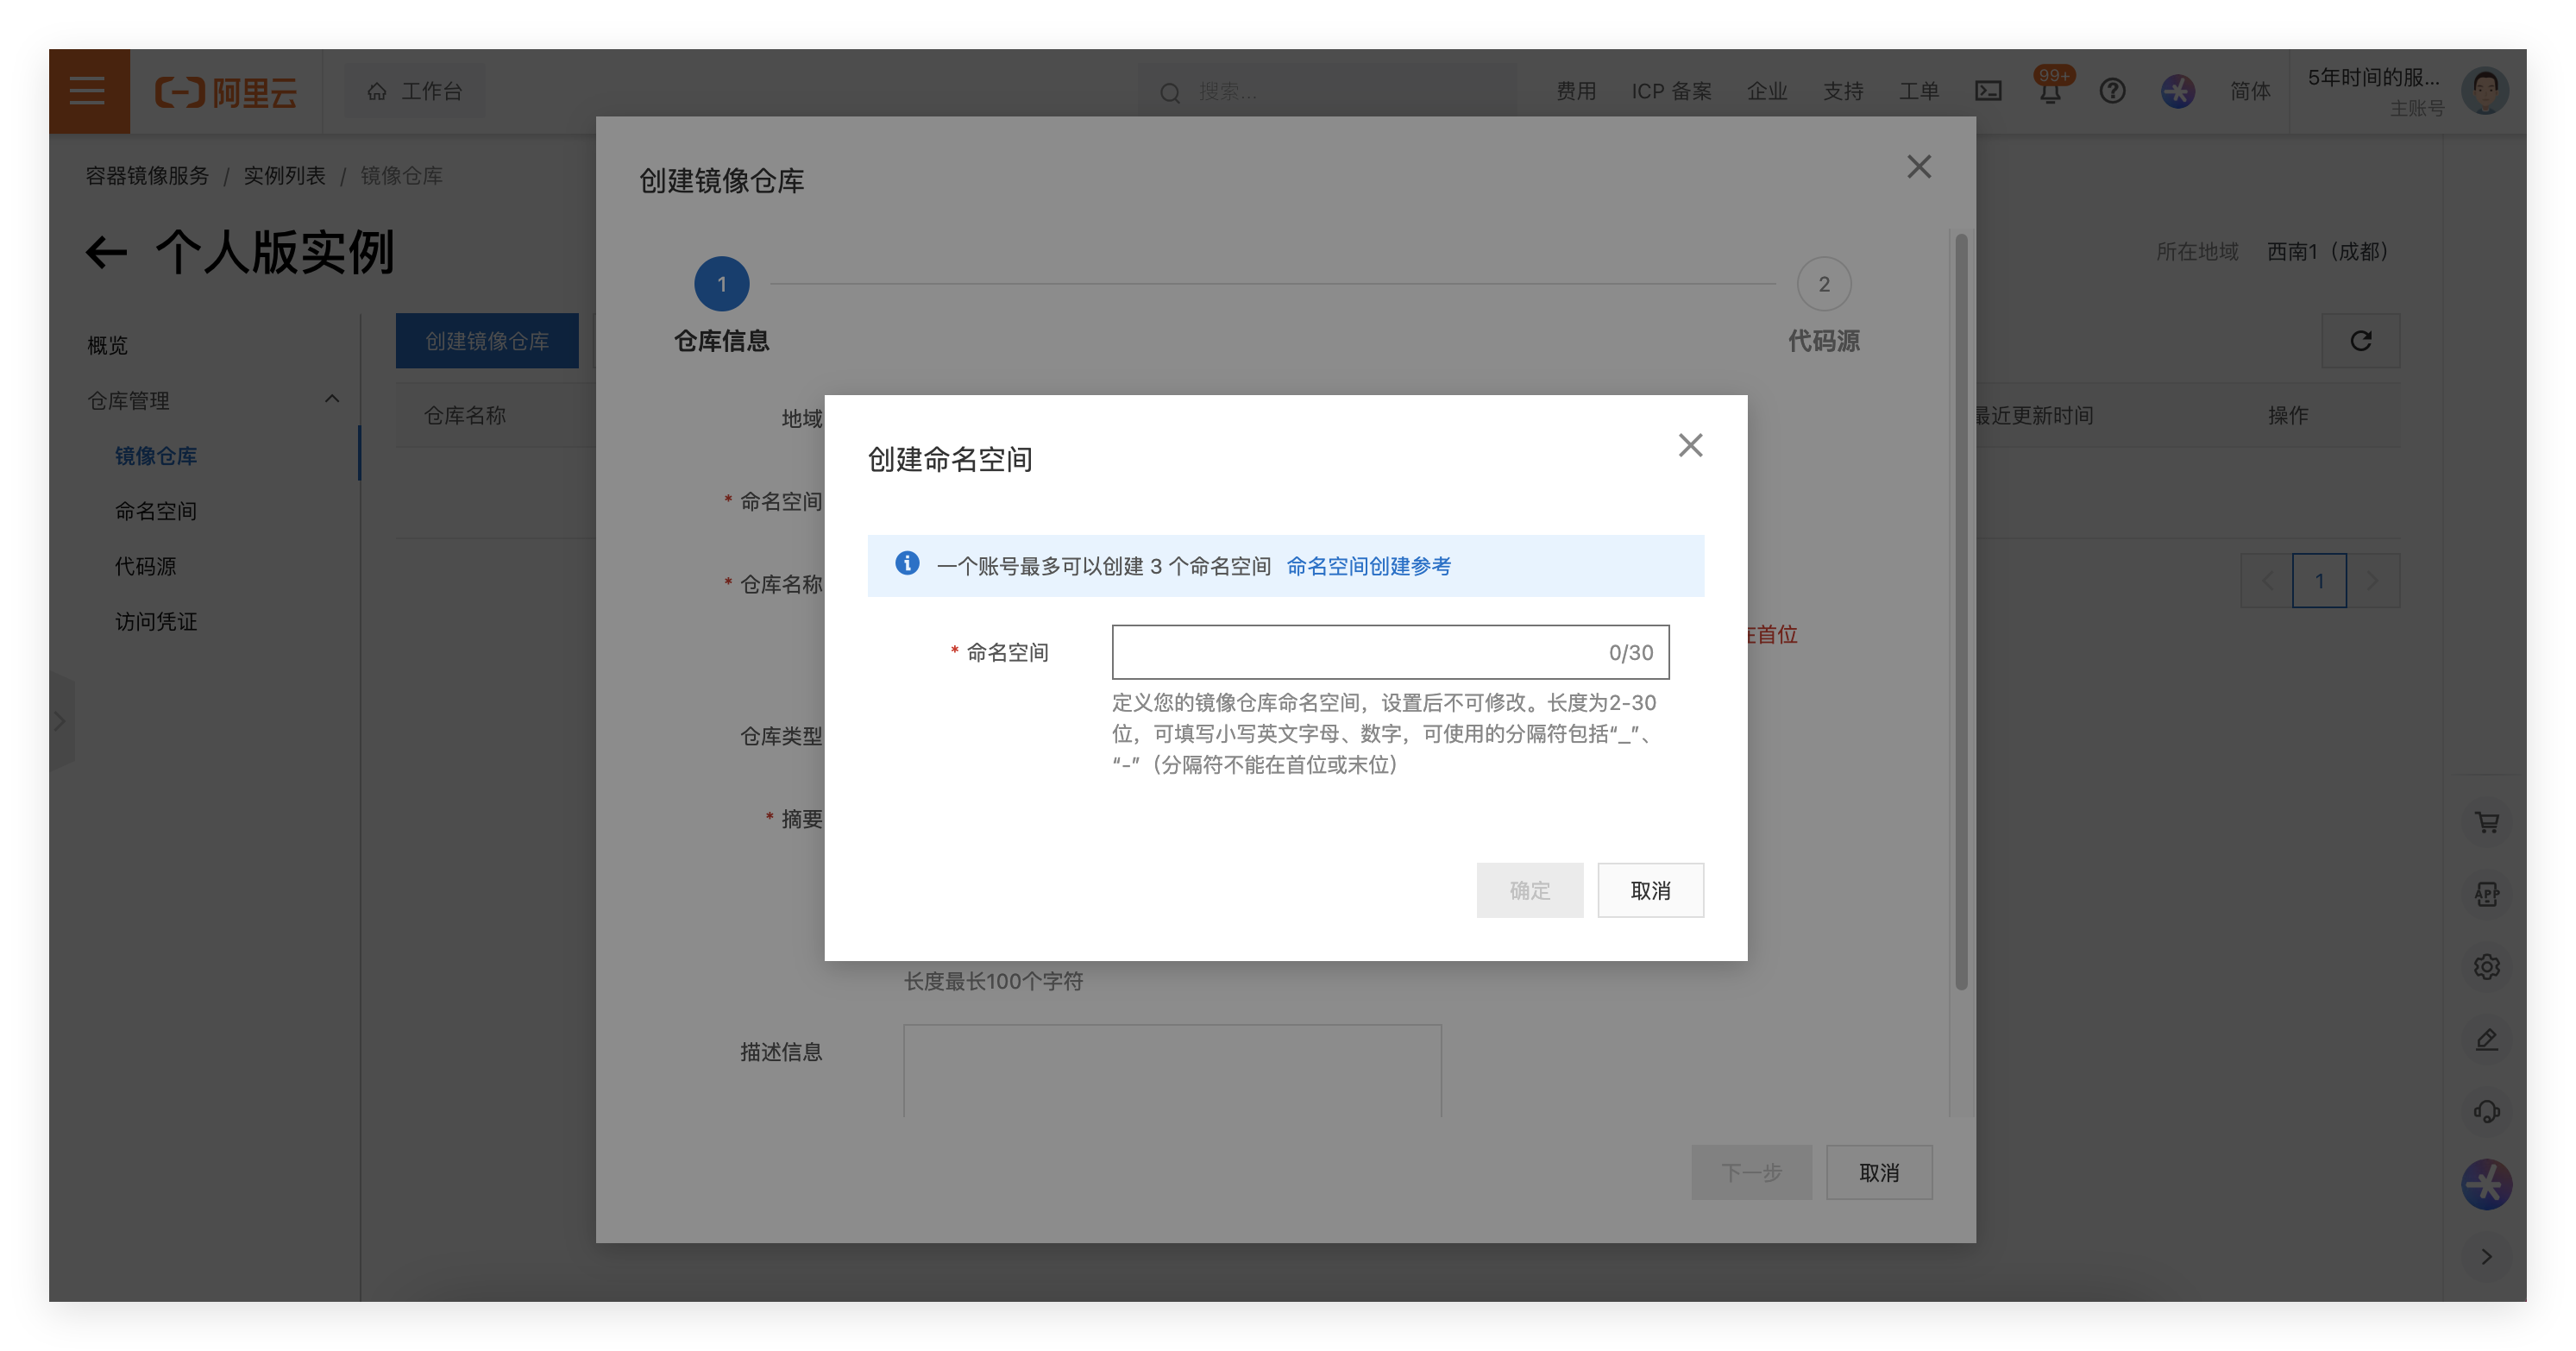 阿里云
工作台
搜索...
费用
ICP 备案
企业
支持
工单
99+
简体
5年时间的服...
主账号
容器镜像服务 / 实例列表 / 镜像仓库
个人版实例
所在地域 西南1（成都）
概览
仓库管理
镜像仓库
命名空间
代码源
访问凭证
创建镜像仓库
仓库名称
最近更新时间
操作
1
创建镜像仓库
1
仓库信息
2
代码源
地域
* 命名空间
* 仓库名称
在首位
仓库类型
* 摘要
长度最长100个字符
描述信息
下一步
取消
创建命名空间
一个账号最多可以创建 3 个命名空间 命名空间创建参考
* 命名空间
0/30
定义您的镜像仓库命名空间，设置后不可修改。长度为2-30
位，可填写小写英文字母、数字，可使用的分隔符包括“_”、
“-”（分隔符不能在首位或末位）
确定
取消
APP